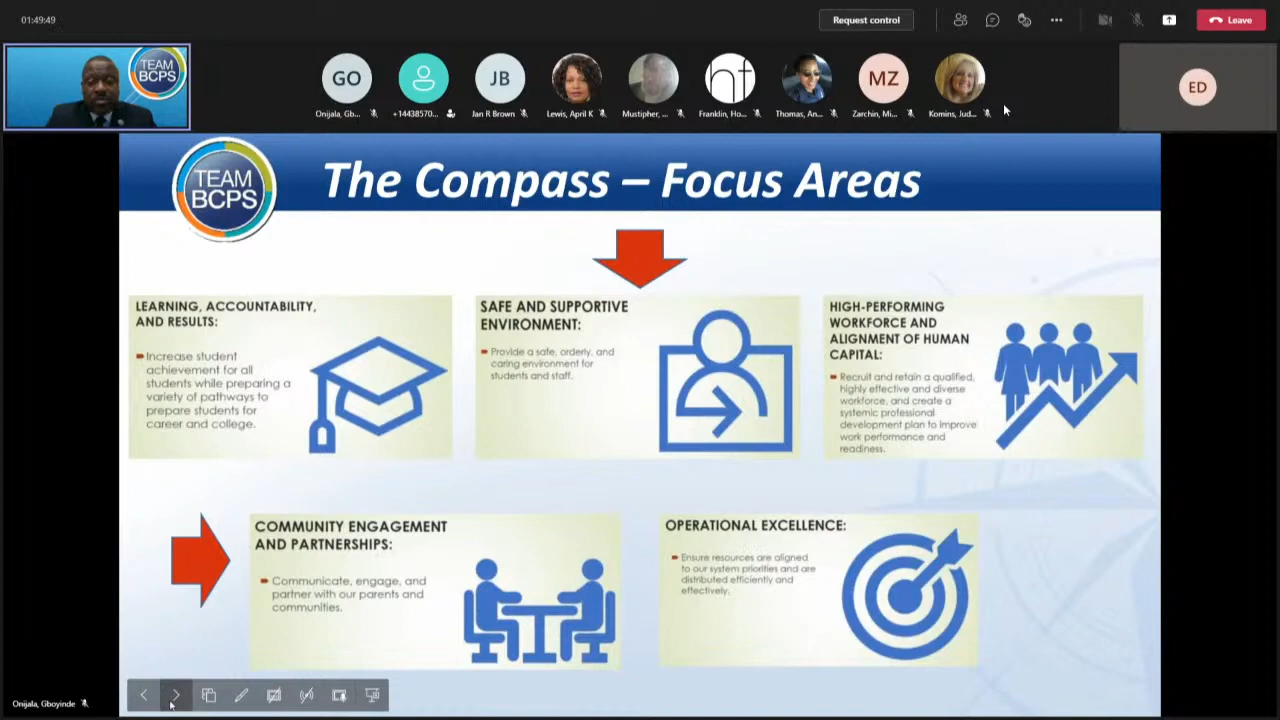 01:49:49
Request control
Leave
TEAM
BCPS
GO
JB
hf
MZ
ED
Onijala, Gb...
+14438570...
Jan R Brown
Lewis, April K
Mustipher, ...
Franklin, Ho...
Thomas, An...
Zarchin, Mi...
Komins, Jud...
TEAM
BCPS
The Compass – Focus Areas
LEARNING, ACCOUNTABILITY,
AND RESULTS:
Increase student
achievement for all
students while preparing a
variety of pathways to
prepare students for
career and college.
SAFE AND SUPPORTIVE
ENVIRONMENT:
Provide a safe, orderly, and
caring environment for
students and staff.
HIGH-PERFORMING
WORKFORCE AND
ALIGNMENT OF HUMAN
CAPITAL:
Recruit and retain a qualified,
highly effective and diverse
workforce, and create a
systemic professional
development plan to improve
work performance and
readiness.
COMMUNITY ENGAGEMENT
AND PARTNERSHIPS:
Communicate, engage, and
partner with our parents and
communities.
OPERATIONAL EXCELLENCE:
Ensure resources are aligned
to our system priorities and are
distributed efficiently and
effectively.
Onijala, Gboyinde